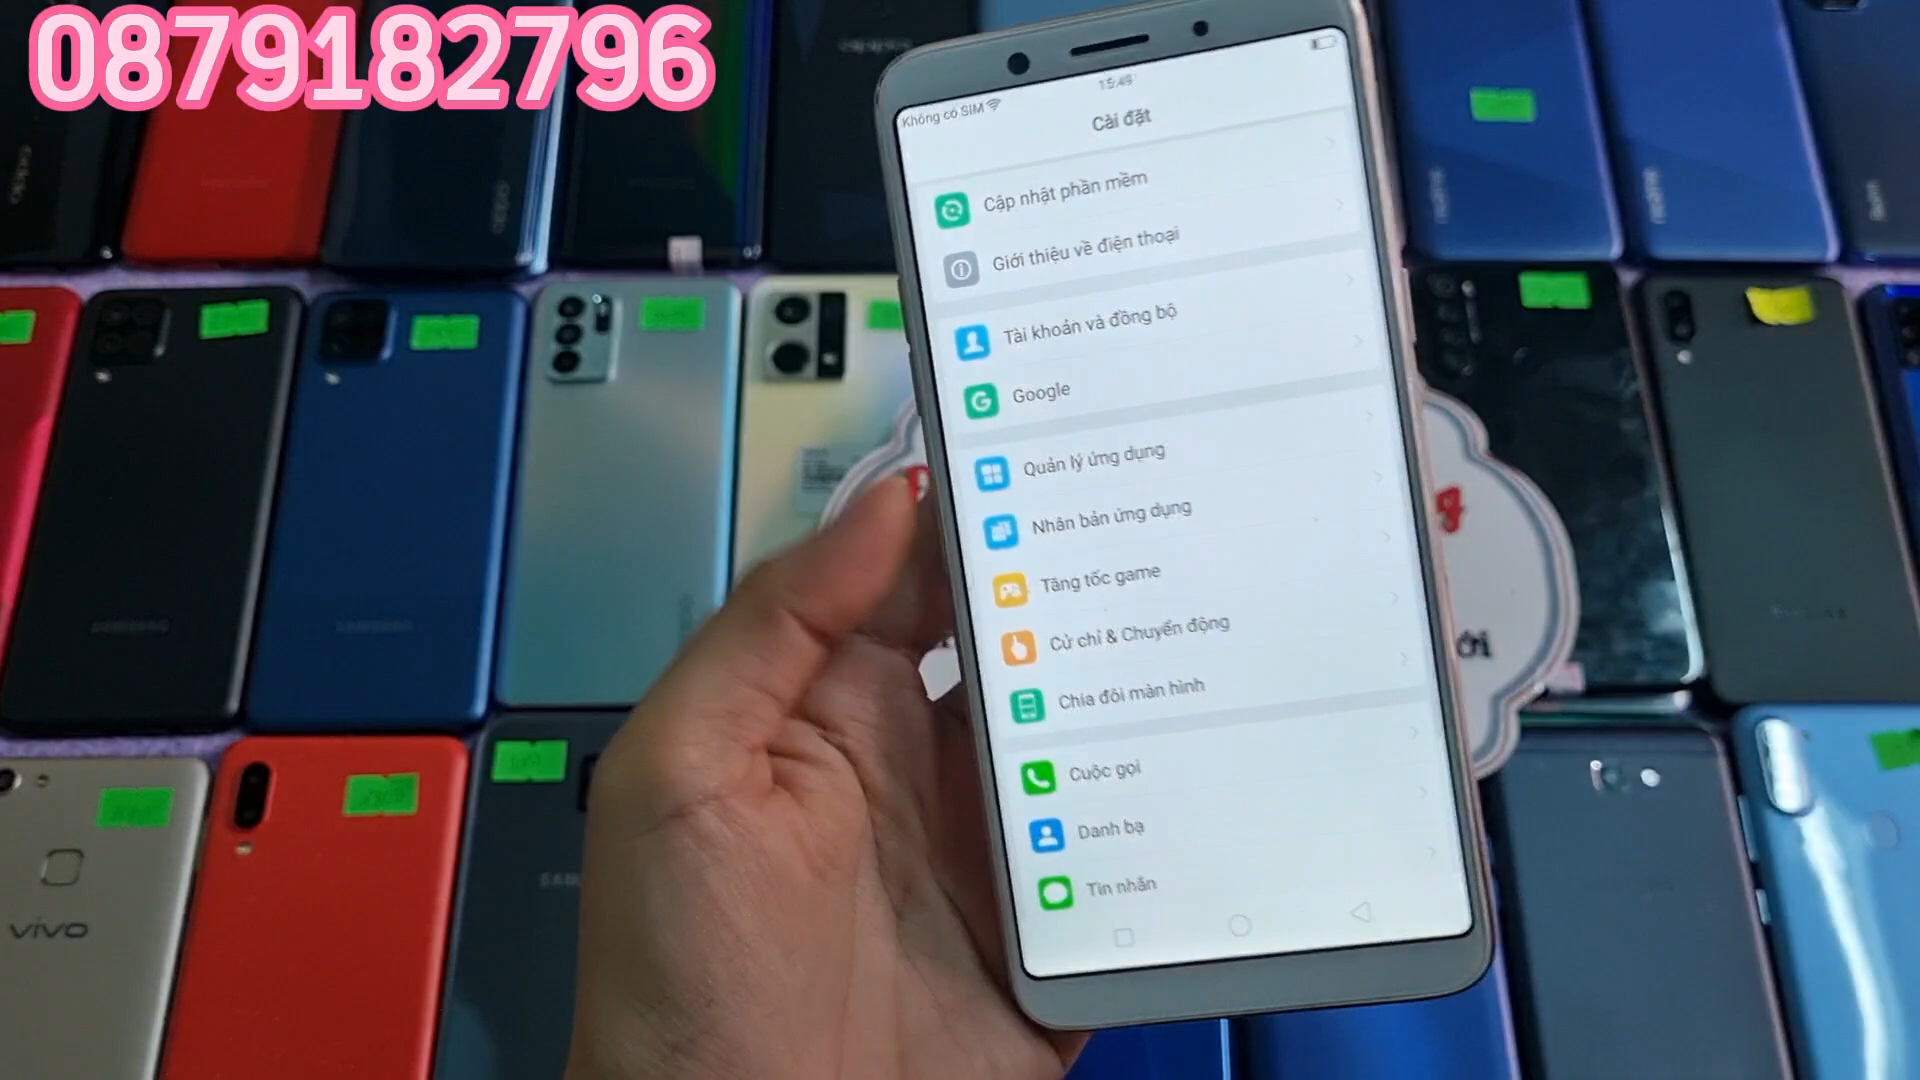 0879182796
Không có SIM
15:49
Cài đặt
Cập nhật phần mềm
Giới thiệu về điện thoại
Tài khoản và đồng bộ
Google
Quản lý ứng dụng
Nhân bản ứng dụng
Tăng tốc game
Cử chỉ & Chuyển động
Chia đôi màn hình
Cuộc gọi
Danh bạ
Tin nhắn
vivo
SAMSUNG
SAMSUNG